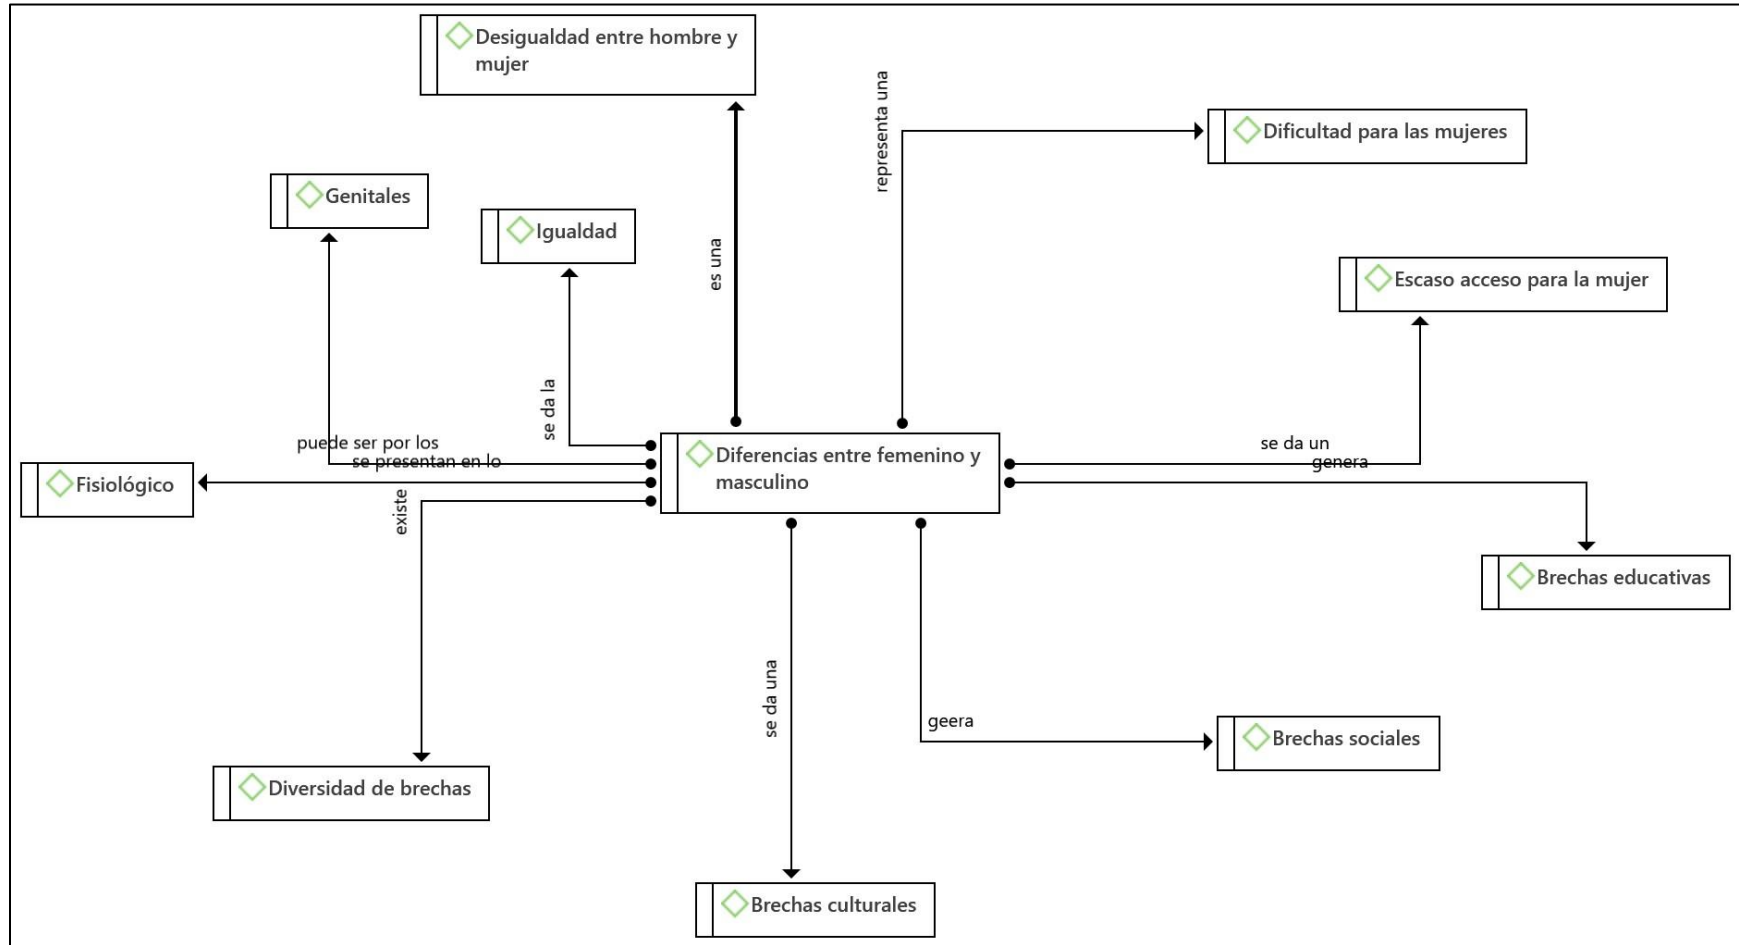 Desigualdad entre hombre y
mujer
representa una
Dificultad para las mujeres
Genitales
Igualdad
es una
Escaso acceso para la mujer
se da la
puede ser por los
se presentan en lo
se da un
genera
Diferencias entre femenino y
masculino
Fisiológico
existe
Brechas educativas
se da una
geera
Brechas sociales
Diversidad de brechas
Brechas culturales